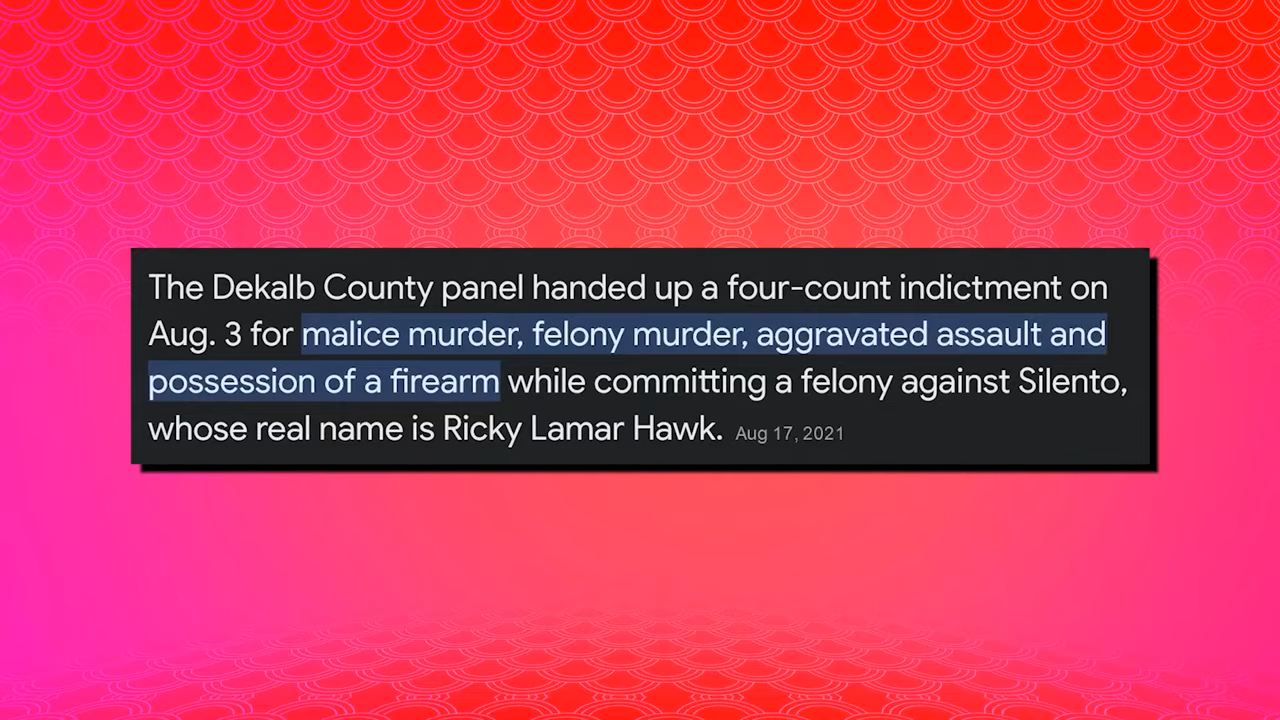 The Dekalb County panel handed up a four-count indictment on
Aug. 3 for malice murder, felony murder, aggravated assault and
possession of a firearm while committing a felony against Silento,
whose real name is Ricky Lamar Hawk. Aug 17, 2021